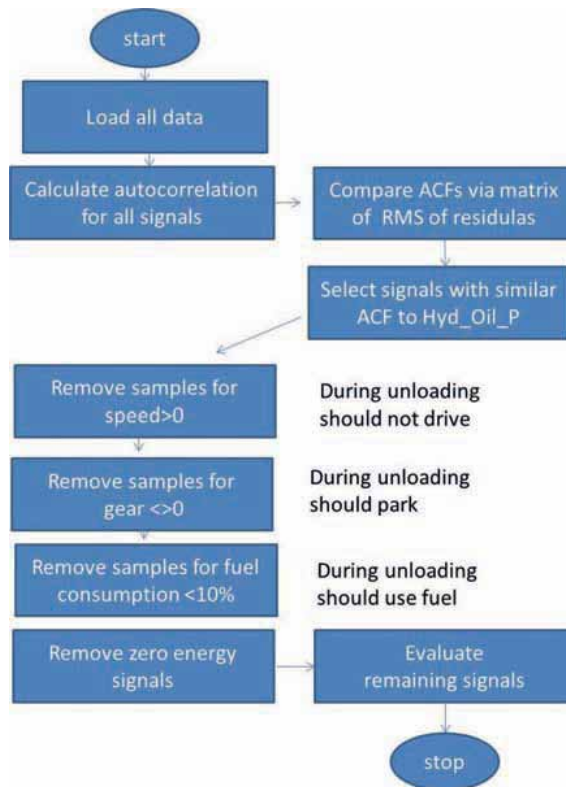 start
Load all data
Calculate autocorrelation
for all signals
Compare ACFs via matrix
of RMS of residulas
Select signals with similar
ACF to Hyd_Oil_P
Remove samples for
speed>0
During unloading
should not drive
Remove samples for
gear <>0
During unloading
should park
Remove samples for fuel
consumption <10%
During unloading
should use fuel
Remove zero energy
signals
Evaluate
remaining signals
stop